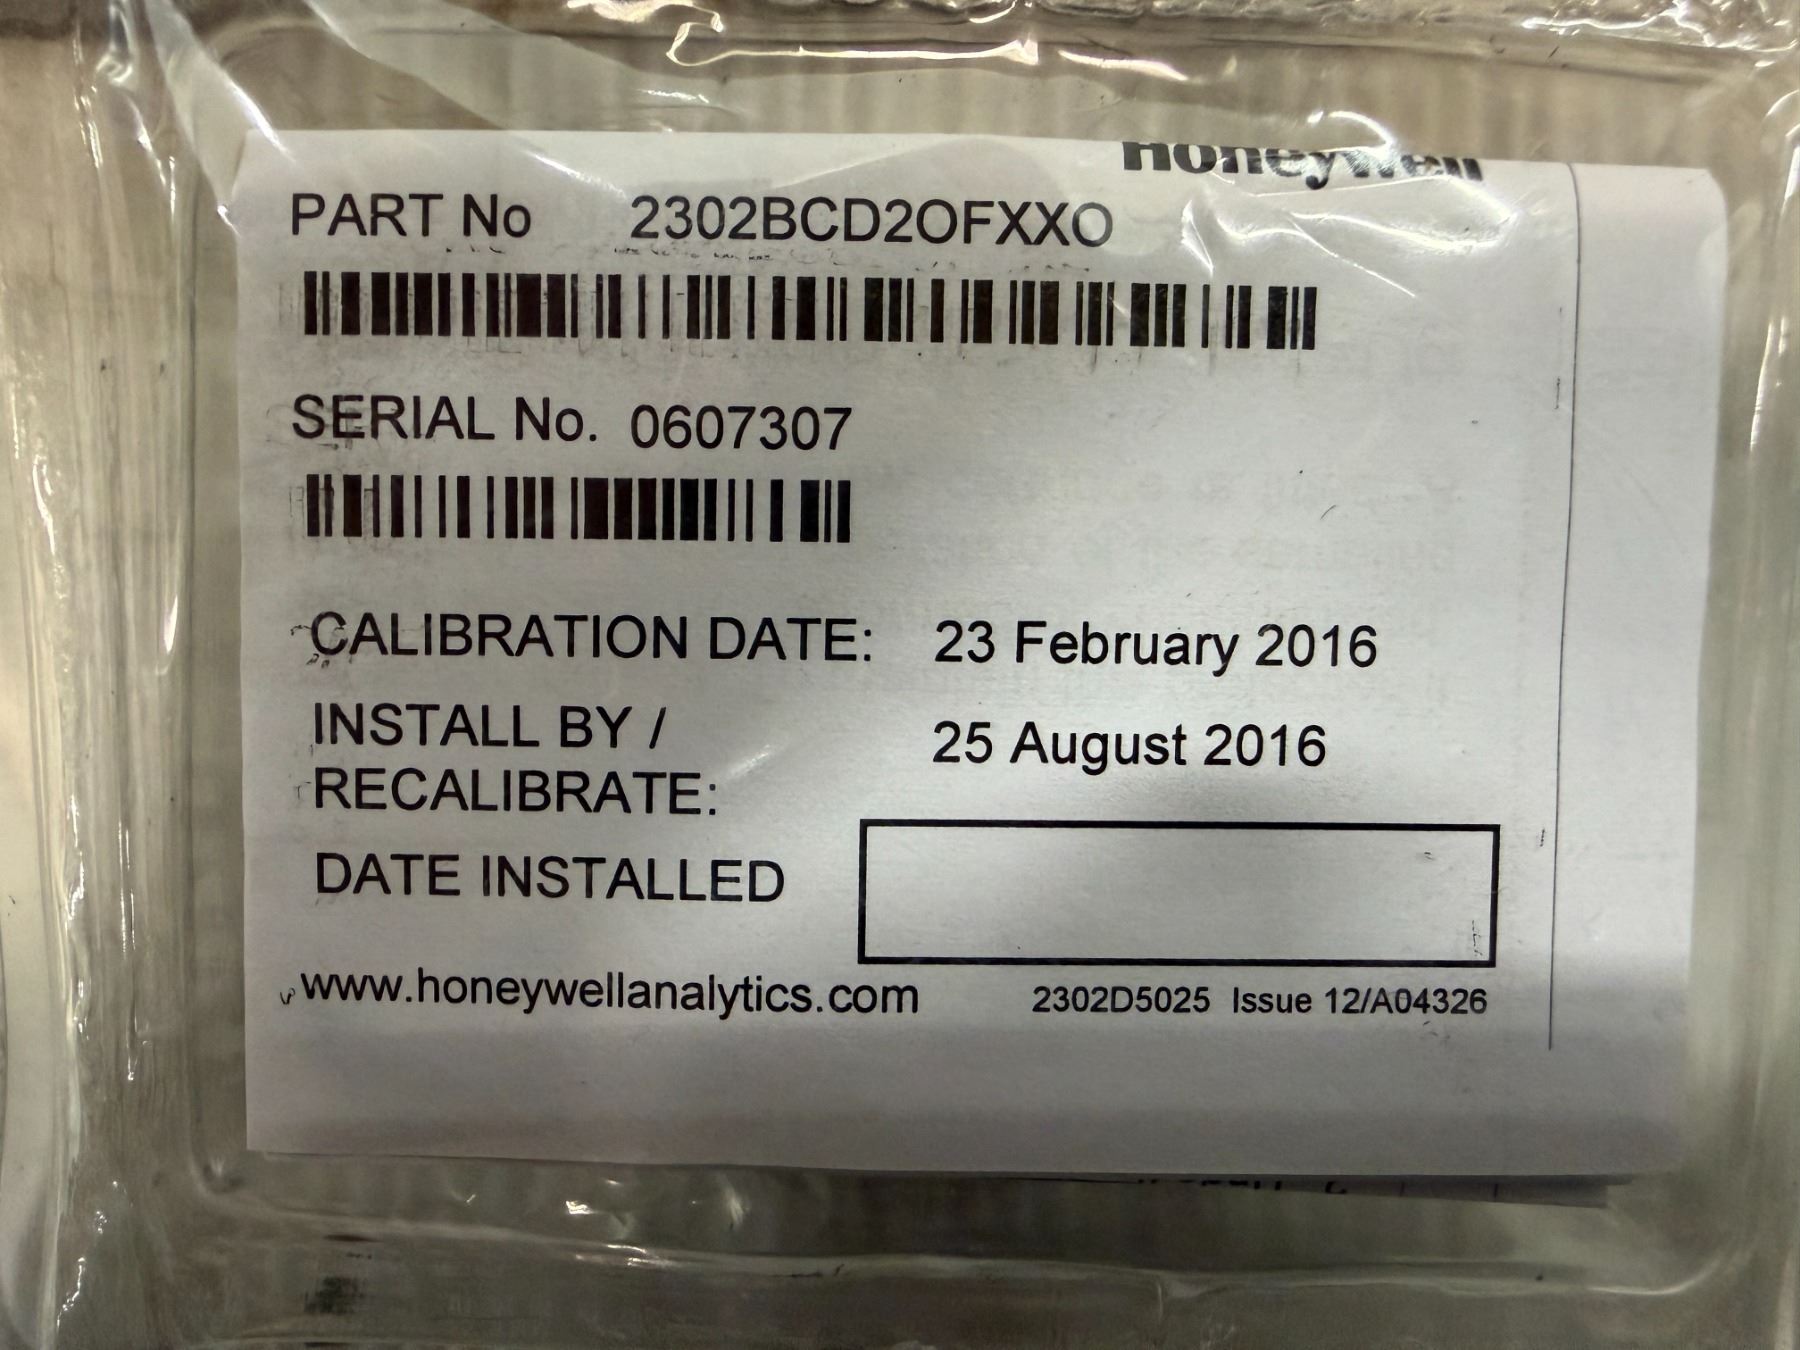 Honeywell
PART No 2302BCD2OFXXO
SERIAL No. 0607307
CALIBRATION DATE: 23 February 2016
INSTALL BY / 25 August 2016
RECALIBRATE:
DATE INSTALLED
www.honeywellanalytics.com 2302D5025 Issue 12/A04326